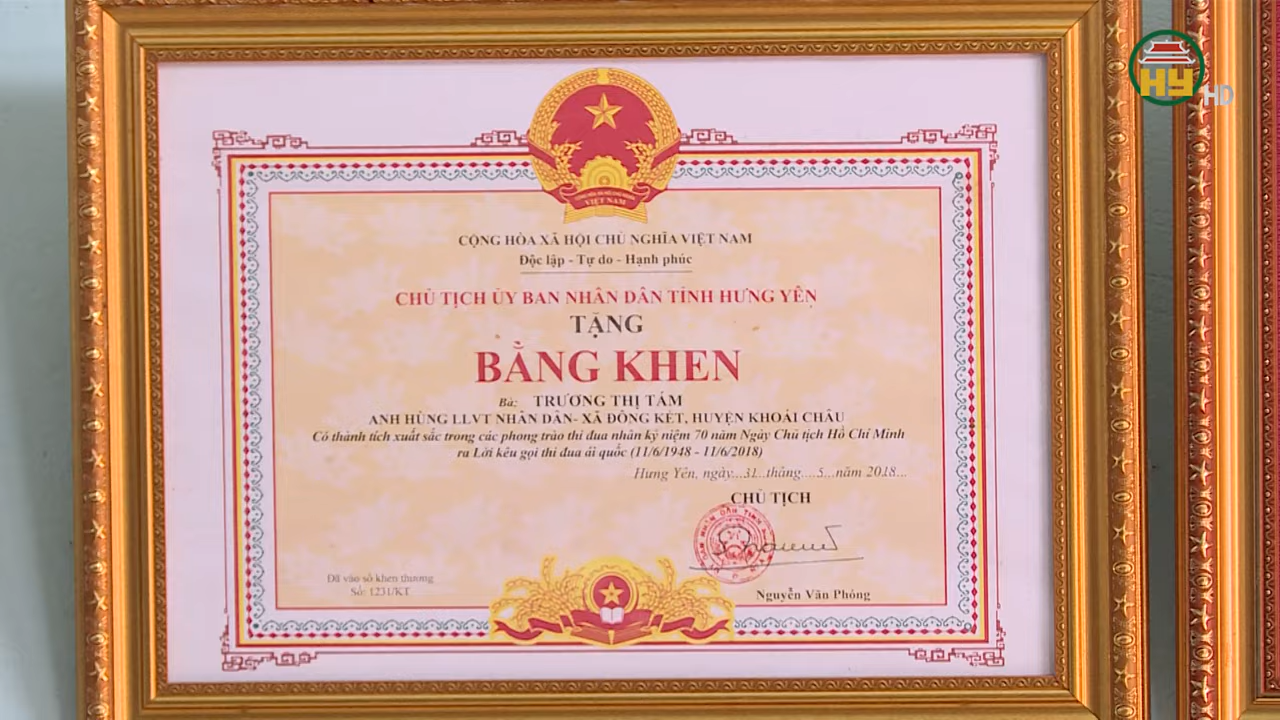 HY
HD
VIỆT NAM
CỘNG HÒA XÃ HỘI CHỦ NGHĨA VIỆT NAM
Độc lập - Tự do - Hạnh phúc
CHỦ TỊCH ỦY BAN NHÂN DÂN TỈNH HƯNG YÊN
TẶNG
BẰNG KHEN
Bà: TRƯƠNG THỊ TÁM
ANH HÙNG LLVT NHÂN DÂN- XÃ ĐÔNG KẾT, HUYỆN KHOÁI CHÂU
Có thành tích xuất sắc trong các phong trào thi đua nhân kỷ niệm 70 năm Ngày Chủ tịch Hồ Chí Minh
ra Lời kêu gọi thi đua ái quốc (11/6/1948 - 11/6/2018)
Hưng Yên, ngày...31...tháng....5...năm 2018...
CHỦ TỊCH
Nguyễn Văn Phóng
Đã vào sổ khen thưởng
Số: 1231/KT